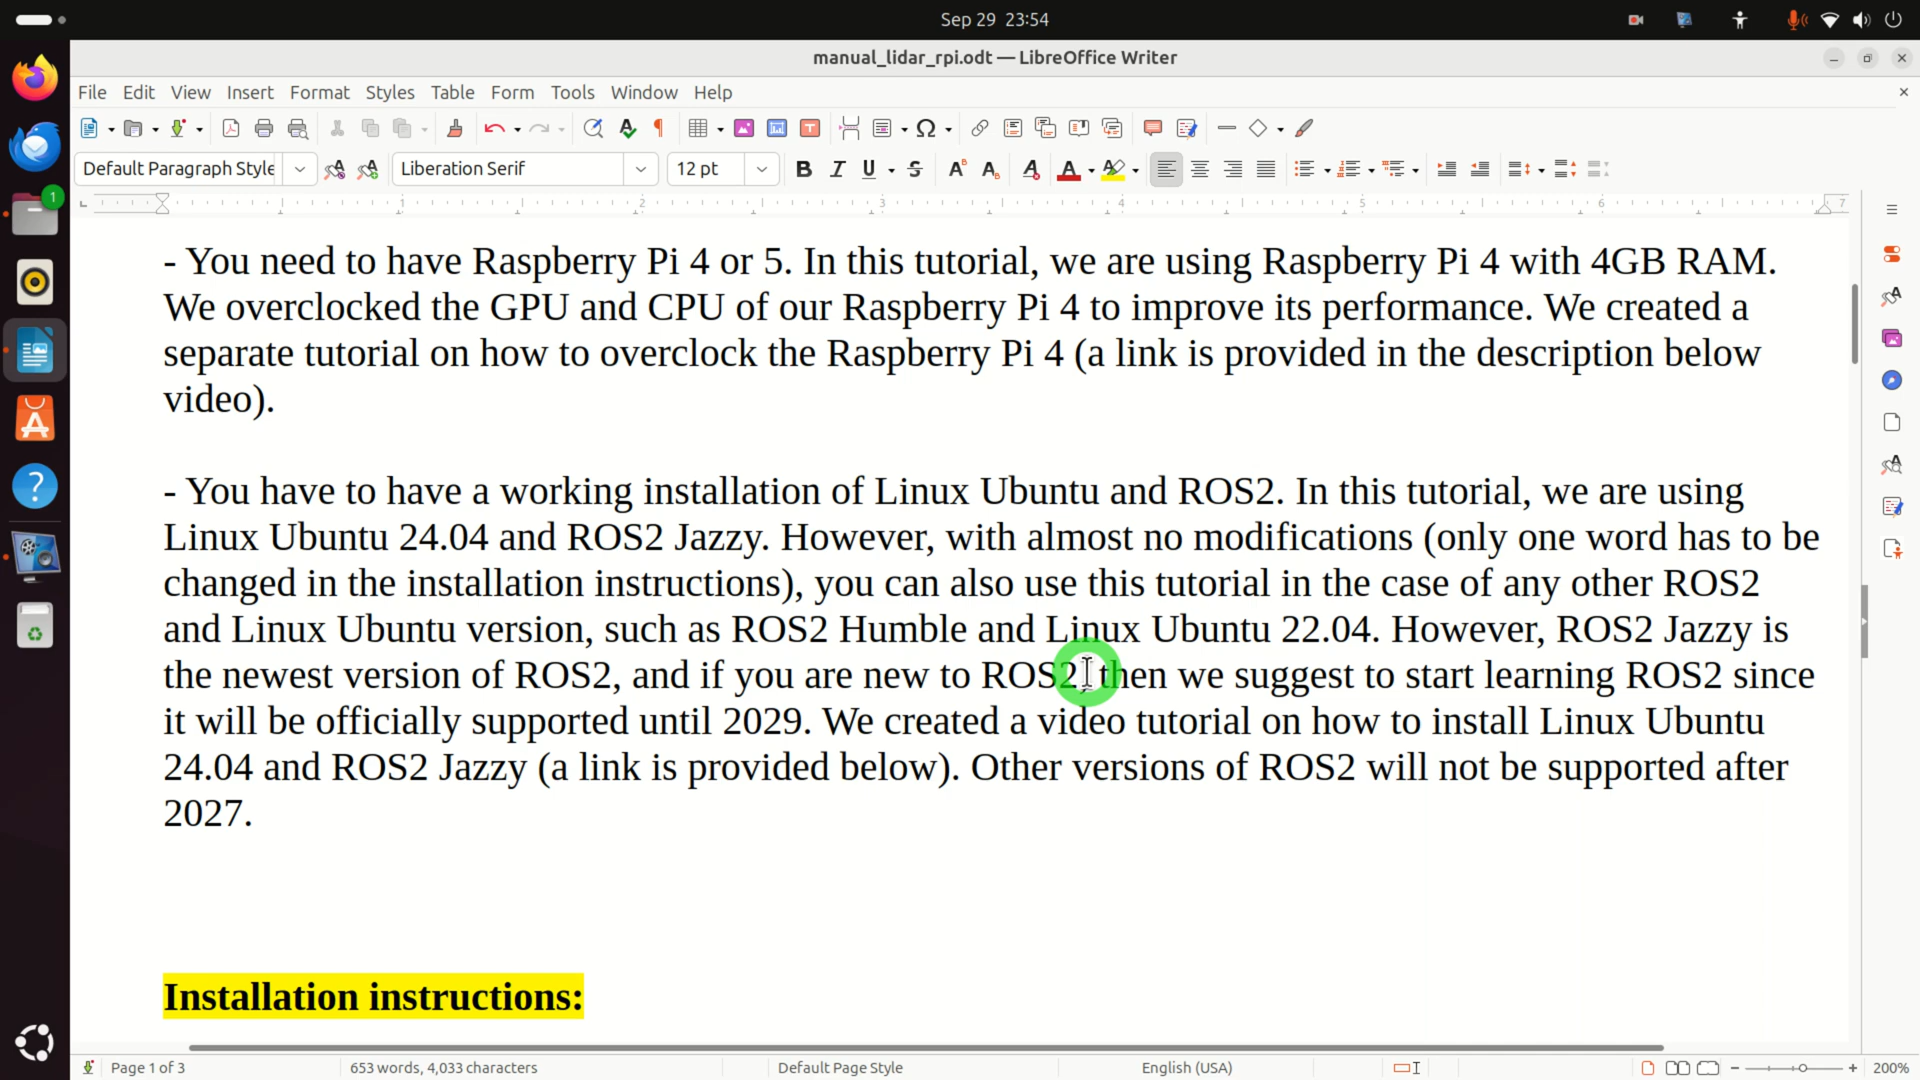 Sep 29 23:54
manual_lidar_rpi.odt — LibreOffice Writer
File Edit View Insert Format Styles Table Form Tools Window Help
Default Paragraph Style Liberation Serif 12 pt
1 2 3 4 5 6 7
- You need to have Raspberry Pi 4 or 5. In this tutorial, we are using Raspberry Pi 4 with 4GB RAM.
We overclocked the GPU and CPU of our Raspberry Pi 4 to improve its performance. We created a
separate tutorial on how to overclock the Raspberry Pi 4 (a link is provided in the description below
video).
- You have to have a working installation of Linux Ubuntu and ROS2. In this tutorial, we are using
Linux Ubuntu 24.04 and ROS2 Jazzy. However, with almost no modifications (only one word has to be
changed in the installation instructions), you can also use this tutorial in the case of any other ROS2
and Linux Ubuntu version, such as ROS2 Humble and Linux Ubuntu 22.04. However, ROS2 Jazzy is
the newest version of ROS2, and if you are new to ROS2, then we suggest to start learning ROS2 since
it will be officially supported until 2029. We created a video tutorial on how to install Linux Ubuntu
24.04 and ROS2 Jazzy (a link is provided below). Other versions of ROS2 will not be supported after
2027.
Installation instructions:
Page 1 of 3 653 words, 4,033 characters Default Page Style English (USA) 200%